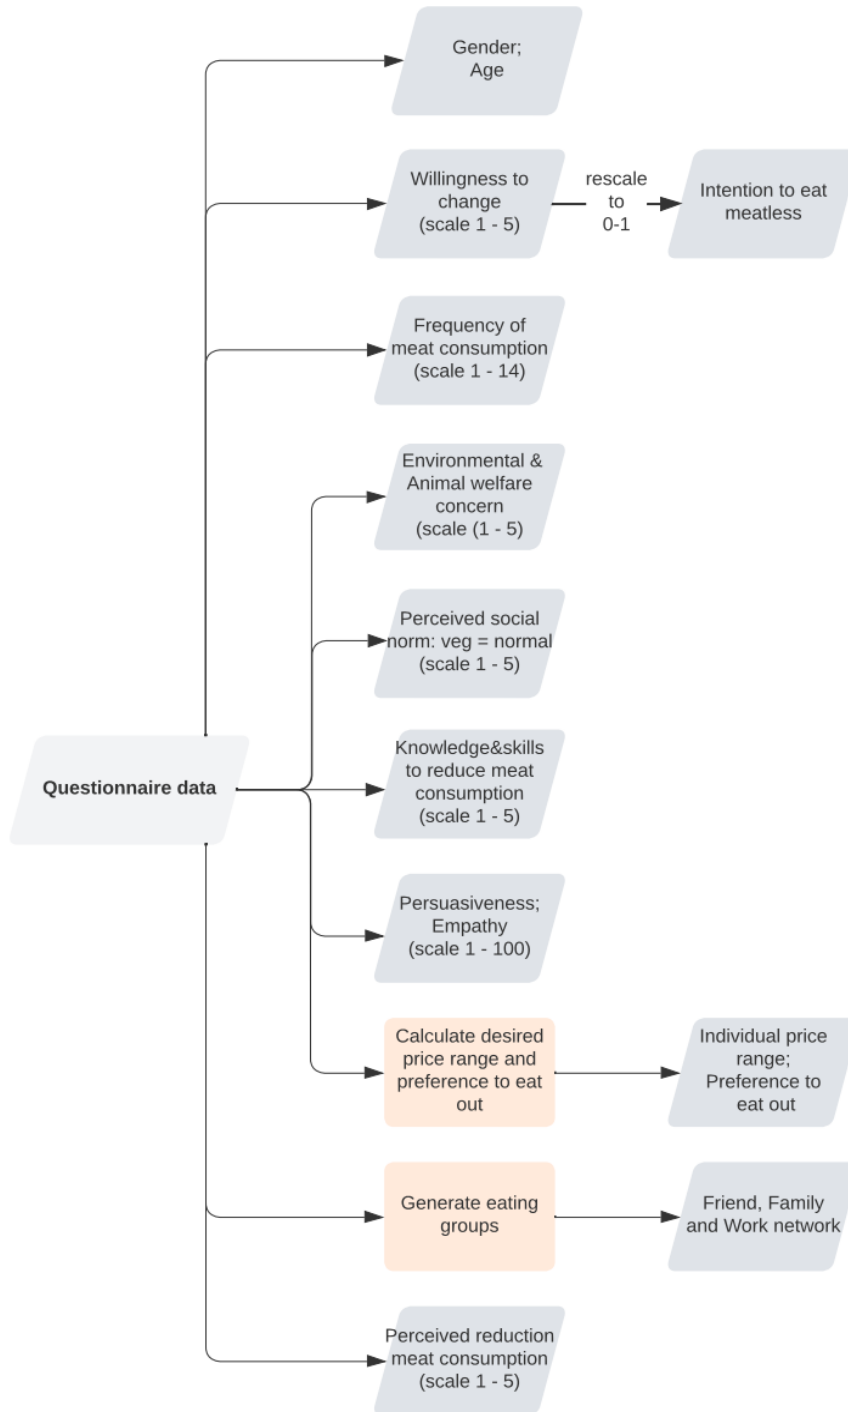 Gender;
Age
Willingness to
change
(scale 1 - 5)
rescale
to
0-1
Intention to eat
meatless
Frequency of
meat consumption
(scale 1 - 14)
Environmental &
Animal welfare
concern
(scale (1 - 5)
Perceived social
norm: veg = normal
(scale 1 - 5)
Questionnaire data
Knowledge&skills
to reduce meat
consumption
(scale 1 - 5)
Persuasiveness;
Empathy
(scale 1 - 100)
Calculate desired
price range and
preference to eat
out
Individual price
range;
Preference to
eat out
Generate eating
groups
Friend, Family
and Work network
Perceived reduction
meat consumption
(scale 1 - 5)